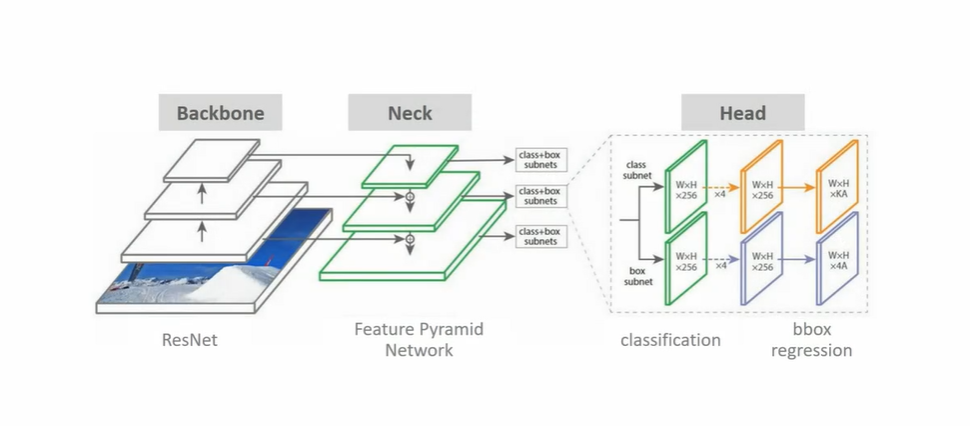 Backbone
Neck
Head
class+box
subnets
class+box
subnets
class+box
subnets
class
subnet
W×H
×256
×4
W×H
×256
W×H
×KA
box
subnet
W×H
×256
×4
W×H
×256
W×H
×4A
ResNet
Feature Pyramid
Network
classification
bbox
regression